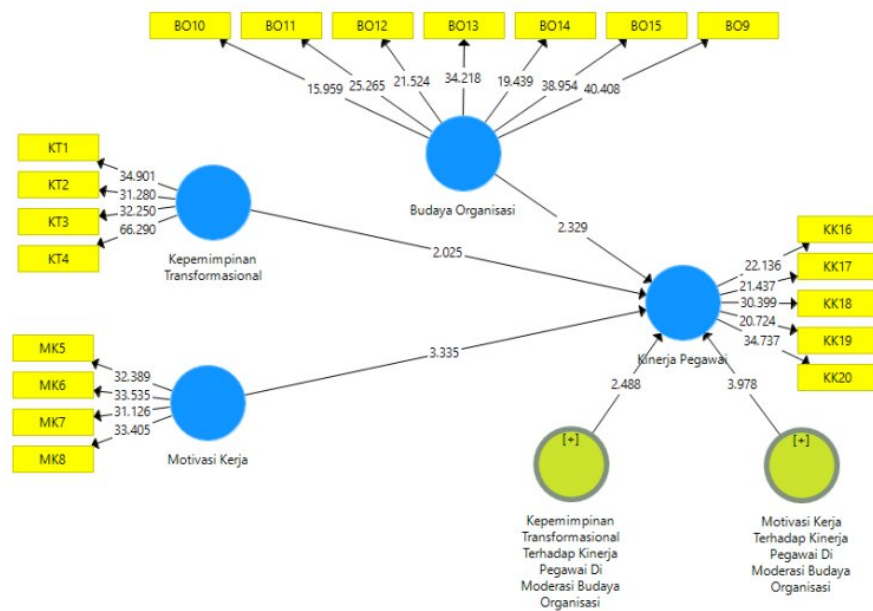 BO10 BO11 BO12 BO13 BO14 BO15 BO9
15.959 25.265 21.524 34.218 19.439 38.954 40.408
Budaya Organisasi
KT1
KT2
KT3
KT4
34.901
31.280
32.250
66.290
Kepemimpinan
Transformasional
2.025
2.329
MK5
MK6
MK7
MK8
32.389
33.535
31.126
33.405
Motivasi Kerja
3.335
Kinerja Pegawai
22.136
21.437
30.399
20.724
34.737
KK16
KK17
KK18
KK19
KK20
2.488
3.978
[+]
Kepemimpinan
Transformasional
Terhadap Kinerja
Pegawai Di
Moderasi Budaya
Organisasi
[+]
Motivasi Kerja
Terhadap Kinerja
Pegawai Di
Moderasi Budaya
Organisasi